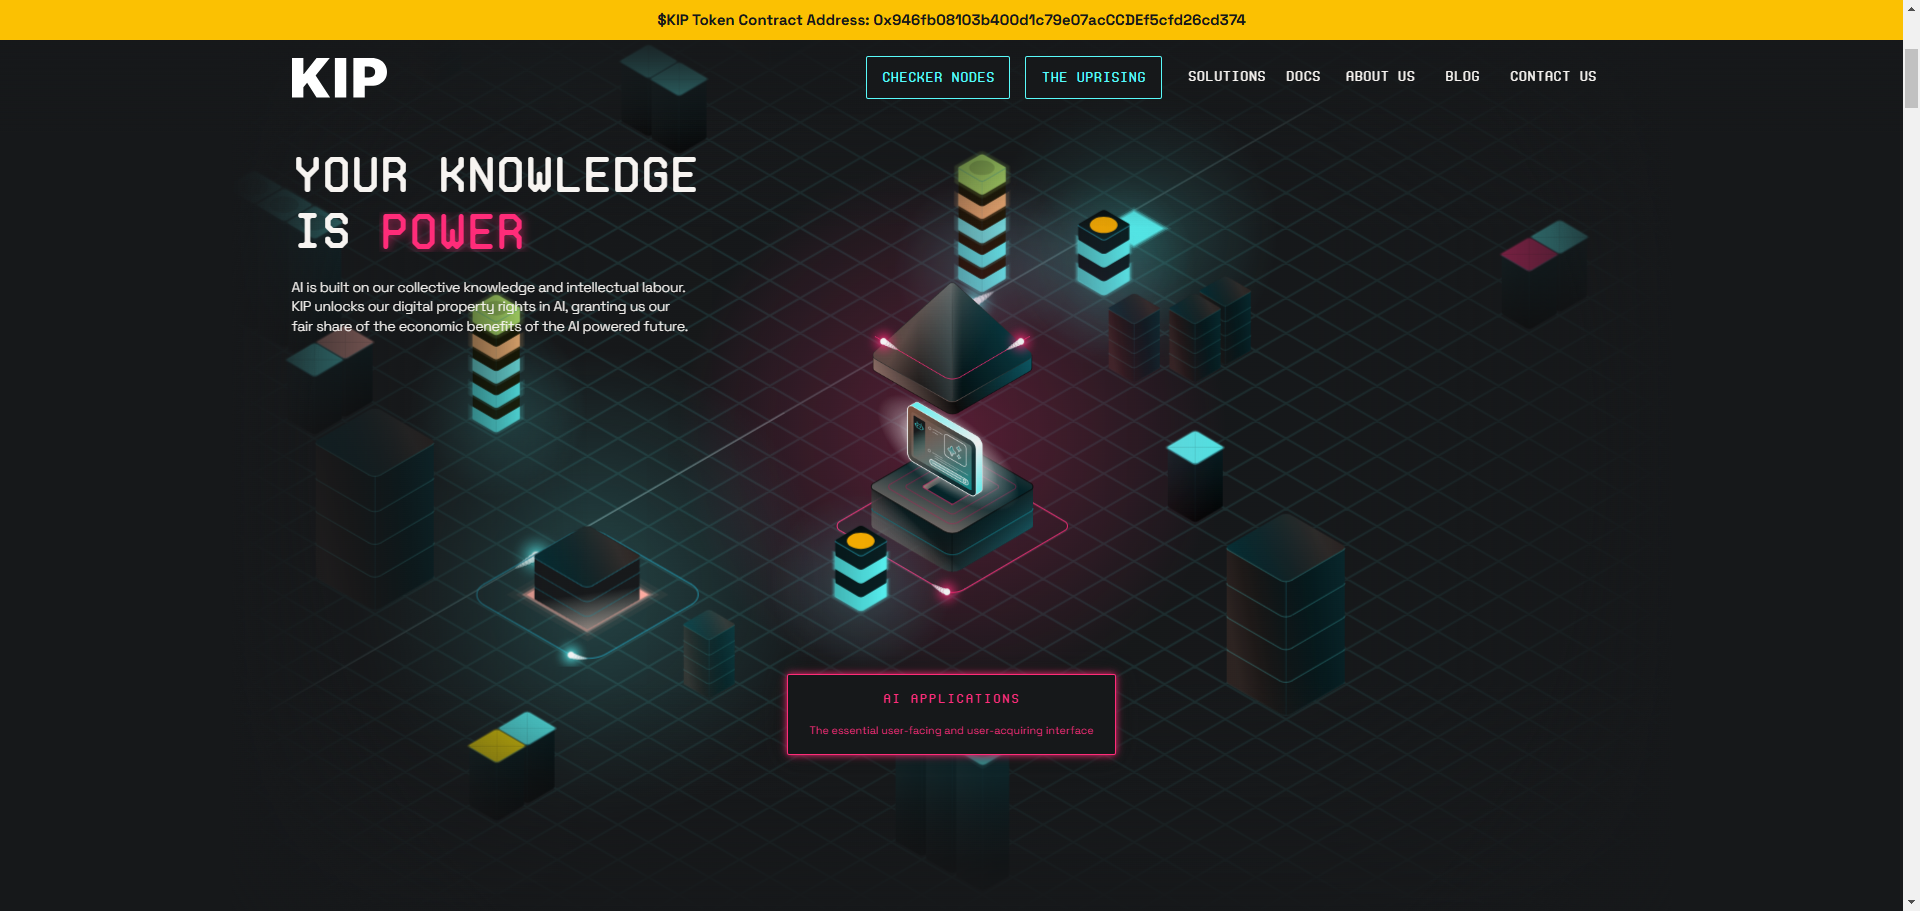 $KIP Token Contract Address: 0x946fb08103b400d1c79e07acCCDEf5cfd26cd374
KIP
CHECKER NODES
THE UPRISING
SOLUTIONS
DOCS
ABOUT US
BLOG
CONTACT US
YOUR KNOWLEDGE
IS POWER
AI is built on our collective knowledge and intellectual labour.
KIP unlocks our digital property rights in AI, granting us our
fair share of the economic benefits of the AI powered future.
AI APPLICATIONS
The essential user-facing and user-acquiring interface